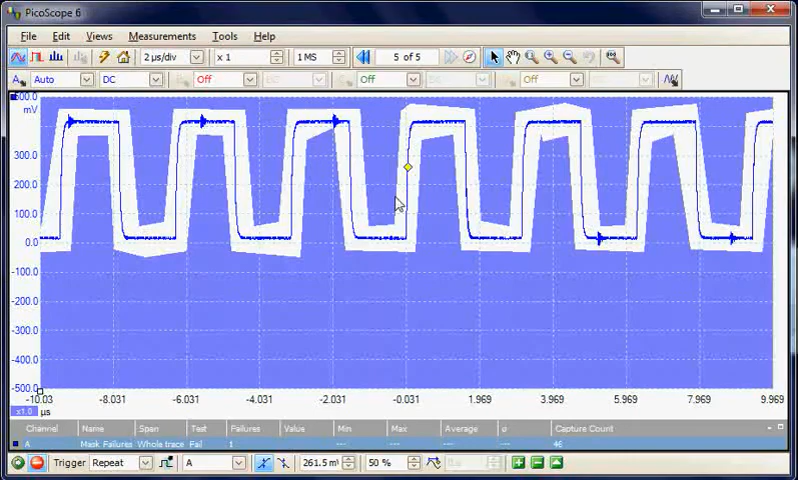 PicoScope 6
File Edit Views Measurements Tools Help
2 µs/div x 1 1 MS 5 of 5
A Auto DC Off Off Off
500.0
mV
300.0
200.0
100.0
0.0
-100.0
-200.0
-300.0
-400.0
-500.0
-10.03 -8.031 -6.031 -4.031 -2.031 -0.031 1.969 3.969 5.969 7.969 9.969
x1.0 µs
Channel Name Span Test Failures Value Min Max Average σ Capture Count
A Mask Failures Whole trace Fail 1 --- --- --- --- --- 46
Trigger Repeat A 261.5 m 50 %